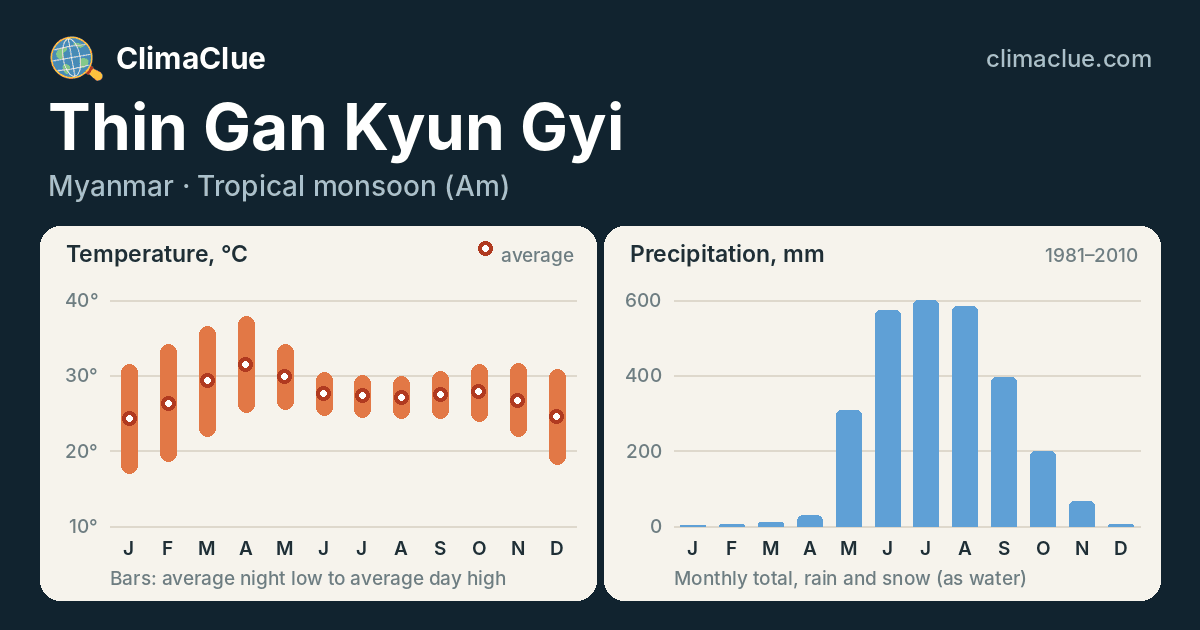 ClimaClue
climaclue.com
Thin Gan Kyun Gyi
Myanmar · Tropical monsoon (Am)
Temperature, °C
average
40°
30°
20°
10°
J F M A M J J A S O N D
Bars: average night low to average day high
Precipitation, mm
1981–2010
600
400
200
0
J F M A M J J A S O N D
Monthly total, rain and snow (as water)